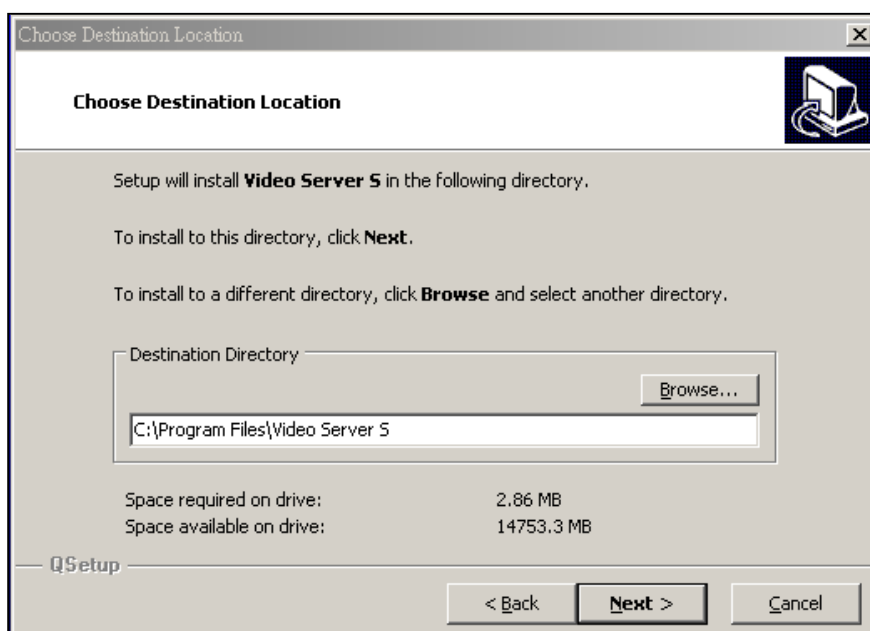 Choose Destination Location
Choose Destination Location
Setup will install Video Server S in the following directory.
To install to this directory, click Next.
To install to a different directory, click Browse and select another directory.
Destination Directory
Browse...
C:\Program Files\Video Server S
Space required on drive: 2.86 MB
Space available on drive: 14753.3 MB
QSetup
< Back Next > Cancel